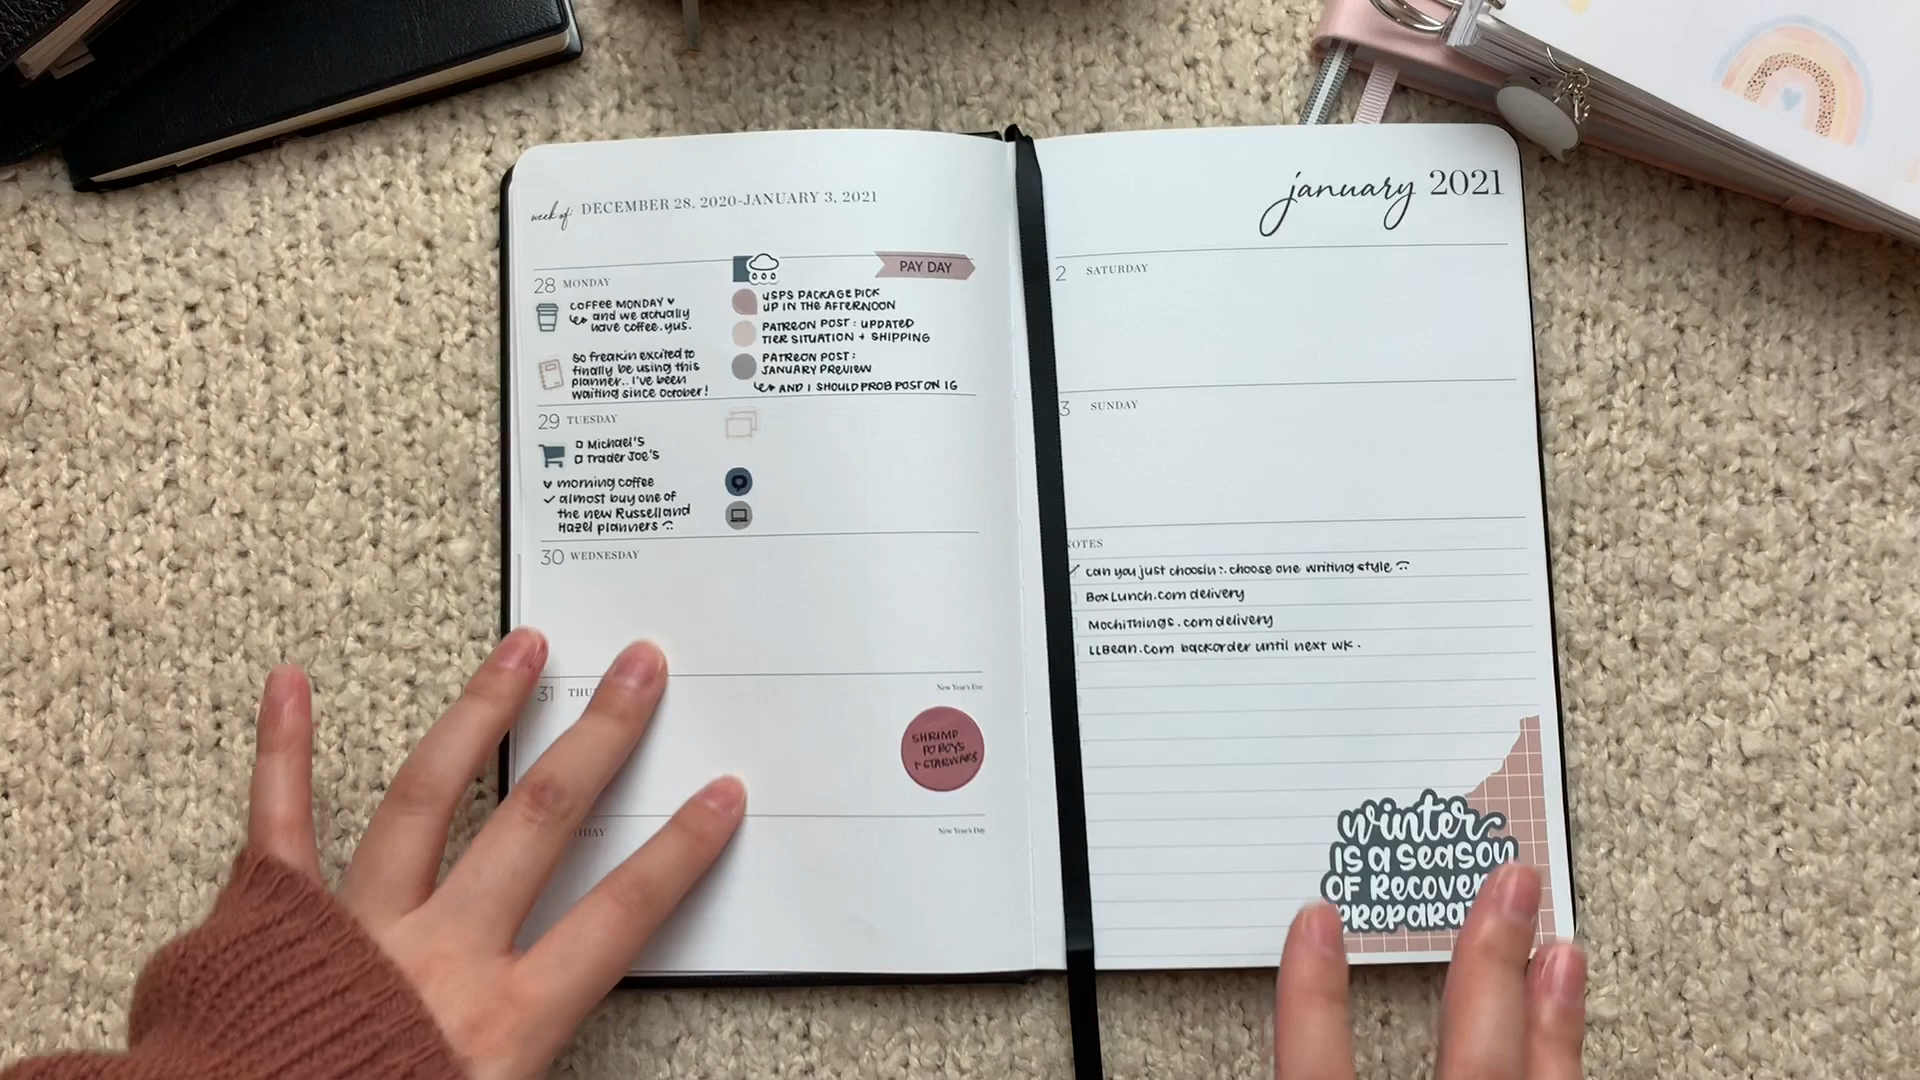 week of: DECEMBER 28, 2020-JANUARY 3, 2021
28 MONDAY
COFFEE MONDAY
and we actually
have coffee. yus.
So freakin excited to
finally be using this
planner.. I've been
waiting since October!
PAY DAY
USPS PACKAGE PICK
UP IN THE AFTERNOON
PATREON POST: UPDATED
TIER SITUATION + SHIPPING
PATREON POST:
JANUARY PREVIEW
AND I SHOULD PROB POST ON IG
29 TUESDAY
Michael's
Trader Joe's
morning coffee
almost buy one of
the new Russell and
Hazel planners
30 WEDNESDAY
31 THU
New Year's Eve
SHRIMP
PO BOYS
+ STARWARS
New Year's Day
january 2021
2 SATURDAY
3 SUNDAY
NOTES
can you just choosin :. choose one writing style
BoxLunch.com delivery
MochiThings.com delivery
LLBean.com backorder until next wk.
winter
IS a season
OF Recovery
PREPARAT